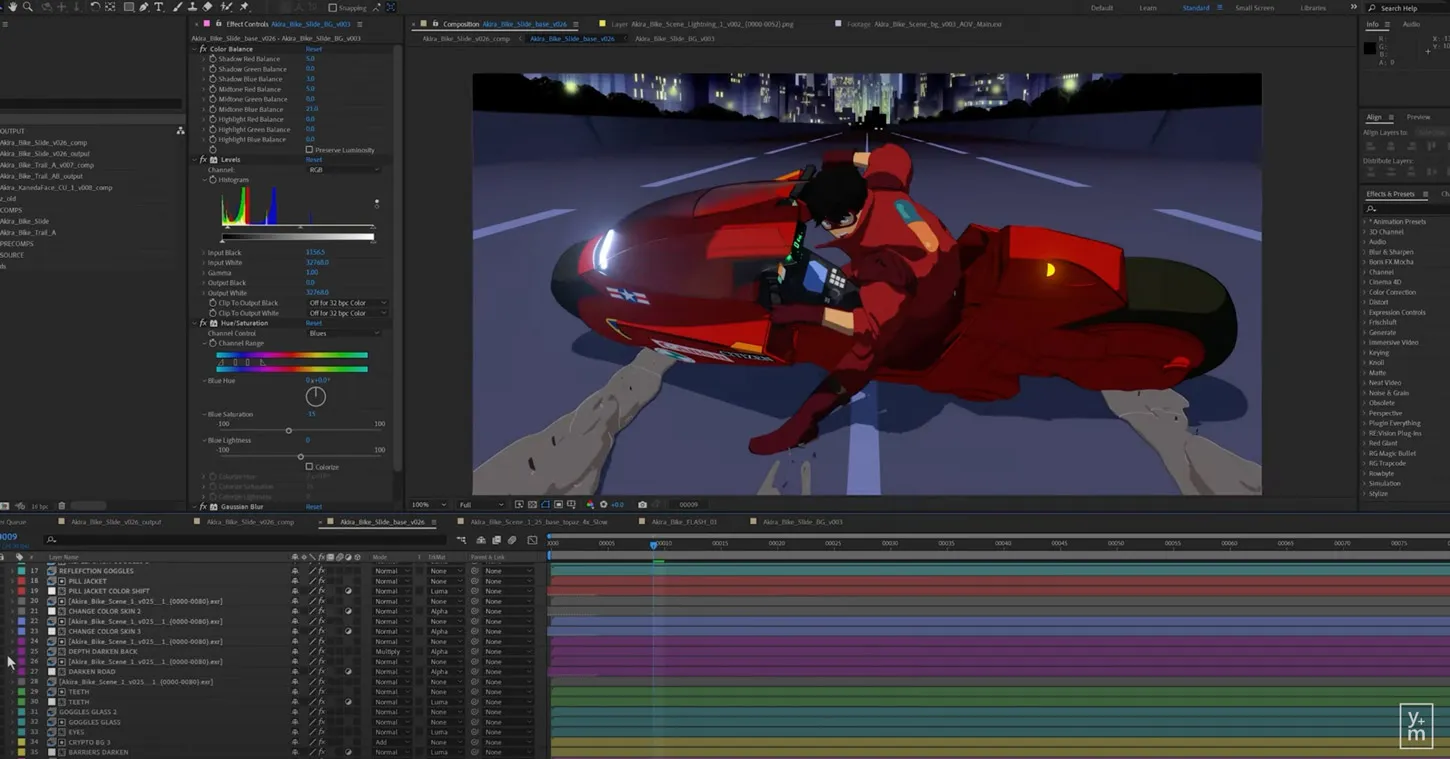 Snapping
Default
Learn
Standard
Small Screen
Libraries
Search Help
Effect Controls Akira_Bike_Slide_BG_v003
Composition Akira_Bike_Slide_base_v026
Layer Akira_Bike_Scene_Lightning_1_v002_(0000-0052).png
Footage Akira_Bike_Scene_bg_v003_AOV_Main.exr
Info
Audio
Akira_Bike_Slide_base_v026 · Akira_Bike_Slide_BG_v003
Akira_Bike_Slide_v026_comp
Akira_Bike_Slide_base_v026
Akira_Bike_Slide_BG_v003
fx Color Balance Reset
Shadow Red Balance 5.0
Shadow Green Balance 0.0
Shadow Blue Balance 3.0
Midtone Red Balance 5.0
Midtone Green Balance 0.0
Midtone Blue Balance 21.0
Highlight Red Balance 0.0
Highlight Green Balance 0.0
Highlight Blue Balance 0.0
Preserve Luminosity
fx Levels Reset
Channel: RGB
Histogram
Input Black 1156.5
Input White 32768.0
Gamma 1.00
Output Black 0.0
Output White 32768.0
Clip To Output Black Off for 32 bpc Color
Clip To Output White Off for 32 bpc Color
fx Hue/Saturation Reset
Channel Control Blues
Channel Range
Blue Hue 0x+0.0°
Blue Saturation -15
-100 100
Blue Lightness 0
-100 100
Colorize
fx Gaussian Blur Reset
OUTPUT
Akira_Bike_Slide_v026_comp
Akira_Bike_Slide_v026_output
Akira_Bike_Trail_A_v007_comp
Akira_Bike_Trail_AB_output
Akira_KanedaFace_CU_1_v008_comp
z_old
COMPS
Akira_Bike_Slide
Akira_Bike_Trail_A
PRECOMPS
SOURCE
CITIZEN
R:
G:
B:
A: 0
Align
Preview
Align Layers to:
Distribute Layers:
Effects & Presets
* Animation Presets
3D Channel
Audio
Blur & Sharpen
Boris FX Mocha
Channel
Cinema 4D
Color Correction
Distort
Expression Controls
Frischluft
Generate
Immersive Video
Keying
Knoll
Matte
Neat Video
Noise & Grain
Obsolete
Perspective
Plugin Everything
RE:Vision Plug-ins
Red Giant
RG Magic Bullet
RG Trapcode
Rowbyte
Simulation
Stylize
16 bpc
100%
Full
+0.0
00009
Akira_Bike_Slide_v026_output
Akira_Bike_Slide_v026_comp
Akira_Bike_Slide_base_v026
Akira_Bike_Scene_1_25_base_topaz_4x_Slow
Akira_Bike_FLASH_03
Akira_Bike_Slide_BG_v003
0009
0000 00005 00010 00015 00020 00025 00030 00035 00040 00045 00050 00055 00060 00065 00070 00075
# Layer Name Mode T TrkMat Parent & Link
17 REFLEFCTION GOGGLES Normal None None
18 PILL JACKET Normal None None
19 PILL JACKET COLOR SHIFT Normal Luma None
20 [Akira_Bike_Scene_1_v025__1_(0000-0080).exr] Normal None None
21 CHANGE COLOR SKIN 2 Normal Alpha None
22 [Akira_Bike_Scene_1_v025__1_(0000-0080).exr] Normal None None
23 CHANGE COLOR SKIN 3 Normal Alpha None
24 [Akira_Bike_Scene_1_v025__1_(0000-0080).exr] Normal None None
25 DEPTH DARKEN BACK Multiply Alpha None
26 [Akira_Bike_Scene_1_v025__1_(0000-0080).exr] Normal None None
27 DARKEN ROAD Normal Alpha None
28 [Akira_Bike_Scene_1_v025__1_(0000-0080).exr] Normal None None
29 TEETH Normal None None
30 TEETH Normal Luma None
31 GOGGLES GLASS 2 Normal None None
32 GOGGLES GLASS Normal None None
33 EYES Normal Luma None
34 CRYPTO BG 3 Add None None
35 BARRIERS DARKEN Normal Luma None
y+
m